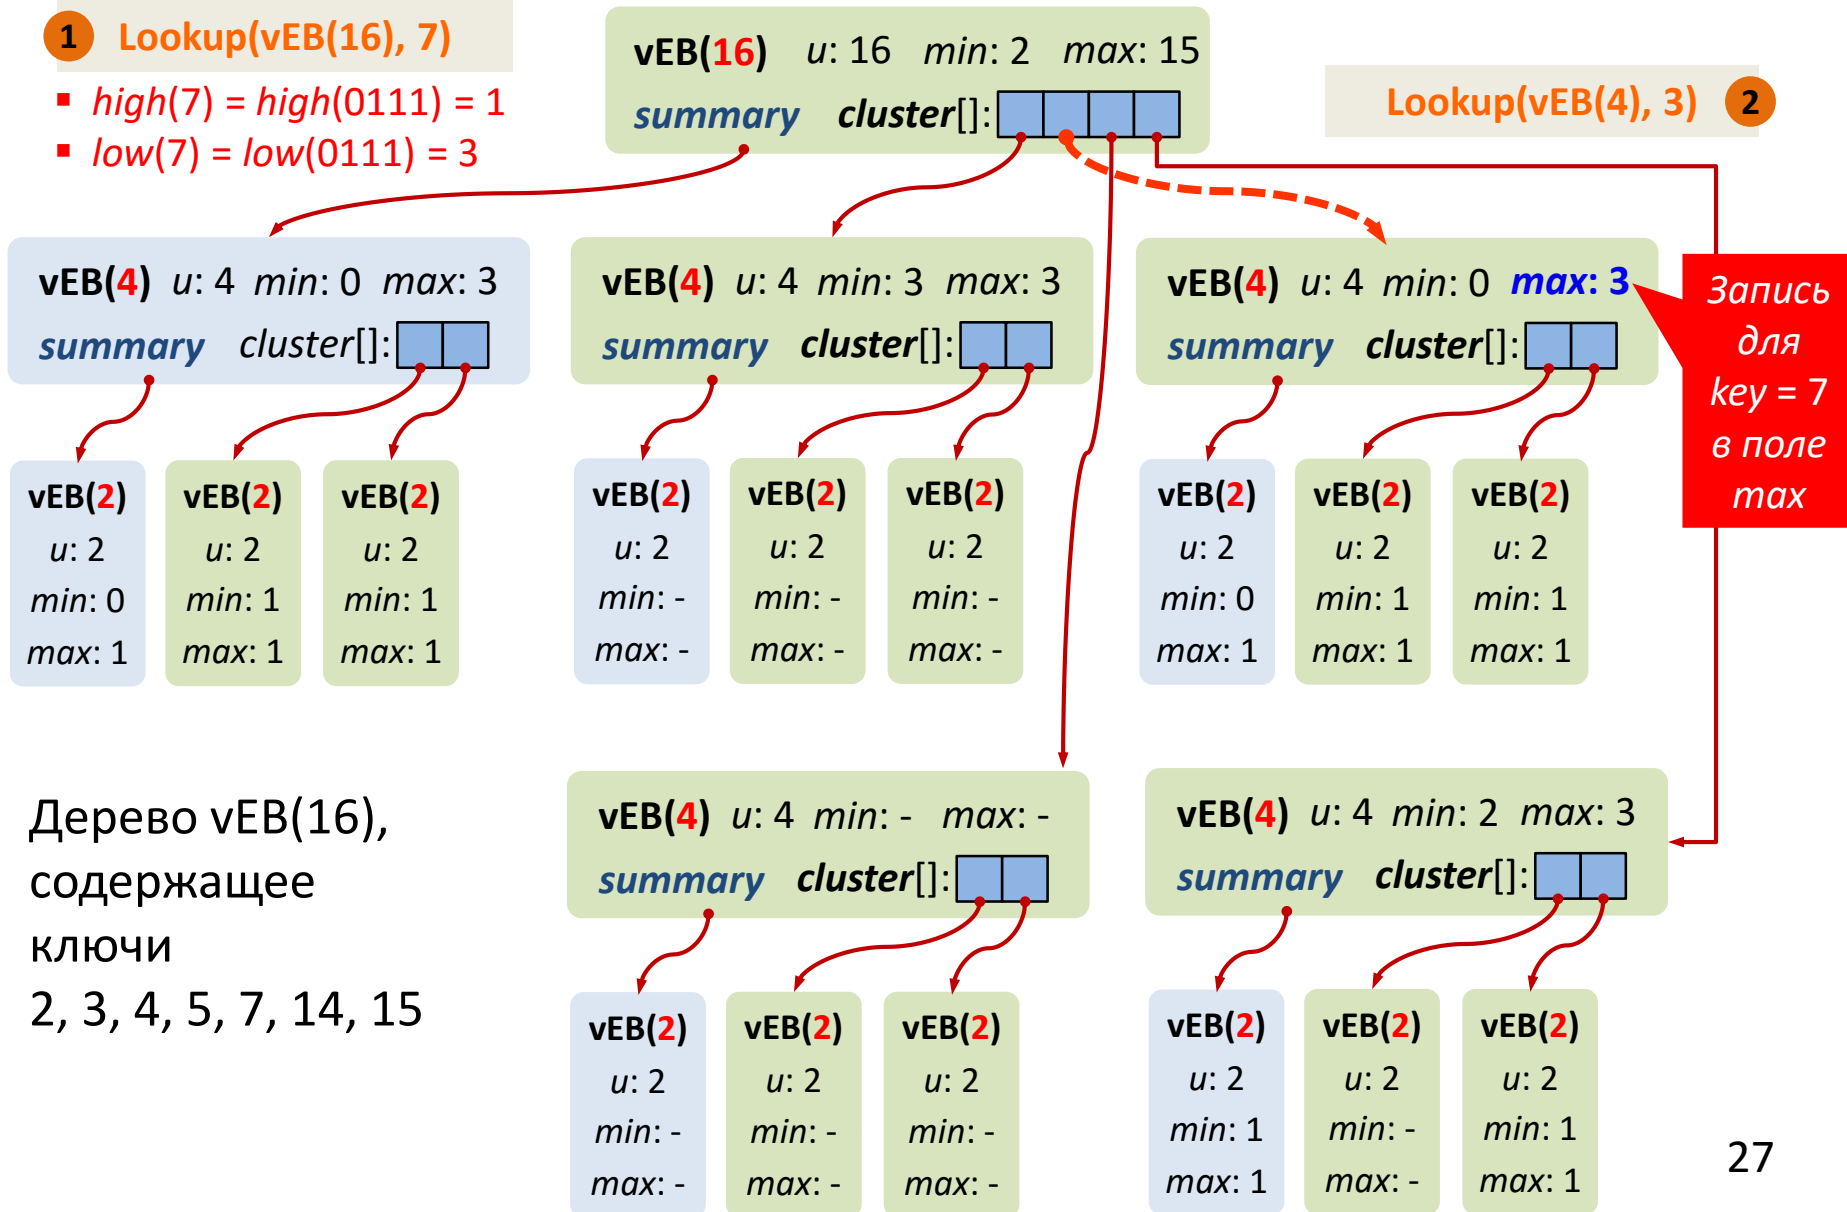 1 Lookup(vEB(16), 7)
▪ high(7) = high(0111) = 1
▪ low(7) = low(0111) = 3
vEB(16) u: 16 min: 2 max: 15
summary cluster[]:
Lookup(vEB(4), 3) 2
vEB(4) u: 4 min: 0 max: 3
summary cluster[]:
vEB(4) u: 4 min: 3 max: 3
summary cluster[]:
vEB(4) u: 4 min: 0 max: 3
summary cluster[]:
Запись
для
key = 7
в поле
max
vEB(2)
u: 2
min: 0
max: 1
vEB(2)
u: 2
min: 1
max: 1
vEB(2)
u: 2
min: 1
max: 1
vEB(2)
u: 2
min: -
max: -
vEB(2)
u: 2
min: -
max: -
vEB(2)
u: 2
min: -
max: -
vEB(2)
u: 2
min: 0
max: 1
vEB(2)
u: 2
min: 1
max: 1
vEB(2)
u: 2
min: 1
max: 1
Дерево vEB(16),
содержащее
ключи
2, 3, 4, 5, 7, 14, 15
vEB(4) u: 4 min: - max: -
summary cluster[]:
vEB(4) u: 4 min: 2 max: 3
summary cluster[]:
vEB(2)
u: 2
min: -
max: -
vEB(2)
u: 2
min: -
max: -
vEB(2)
u: 2
min: -
max: -
vEB(2)
u: 2
min: 1
max: 1
vEB(2)
u: 2
min: -
max: -
vEB(2)
u: 2
min: 1
max: 1
27